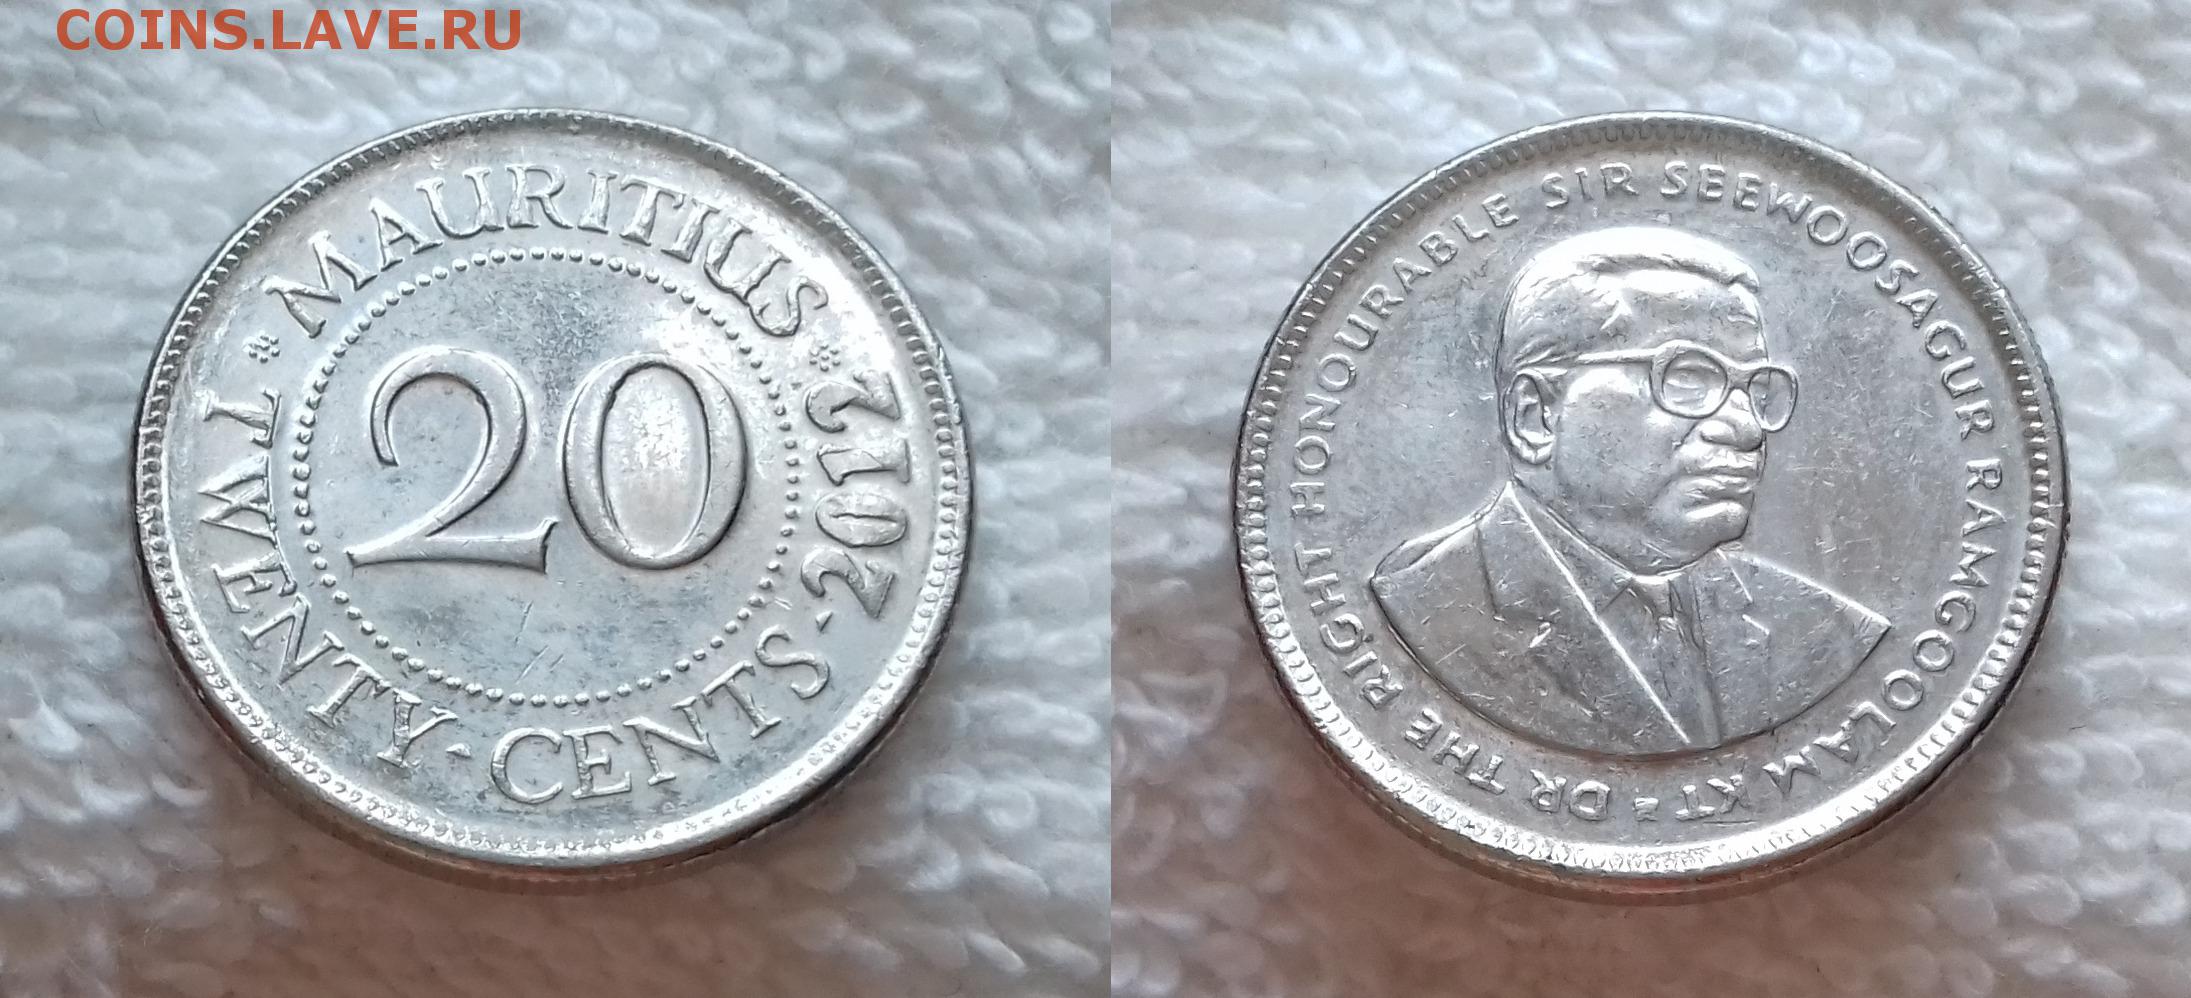 COINS.LAVE.RU
MAURITIUS
20
TWENTY CENTS 2012
DR THE RIGHT HONOURABLE SIR SEEWOOSAGUR RAMGOOLAM KT